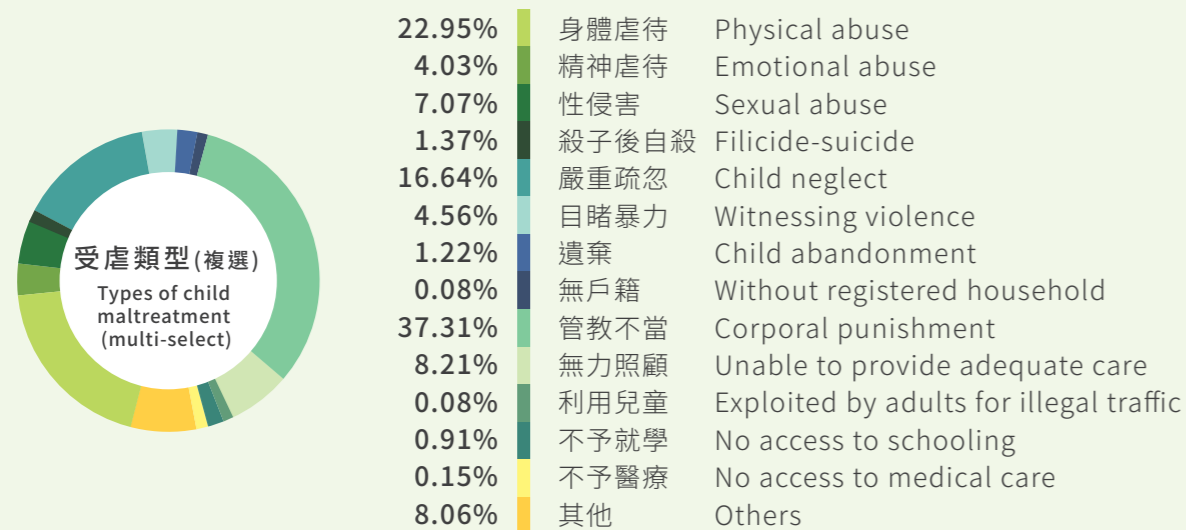 受虐類型(複選)
Types of child
maltreatment
(multi-select)
22.95% 身體虐待 Physical abuse
4.03% 精神虐待 Emotional abuse
7.07% 性侵害 Sexual abuse
1.37% 殺子後自殺 Filicide-suicide
16.64% 嚴重疏忽 Child neglect
4.56% 目睹暴力 Witnessing violence
1.22% 遺棄 Child abandonment
0.08% 無戶籍 Without registered household
37.31% 管教不當 Corporal punishment
8.21% 無力照顧 Unable to provide adequate care
0.08% 利用兒童 Exploited by adults for illegal traffic
0.91% 不予就學 No access to schooling
0.15% 不予醫療 No access to medical care
8.06% 其他 Others